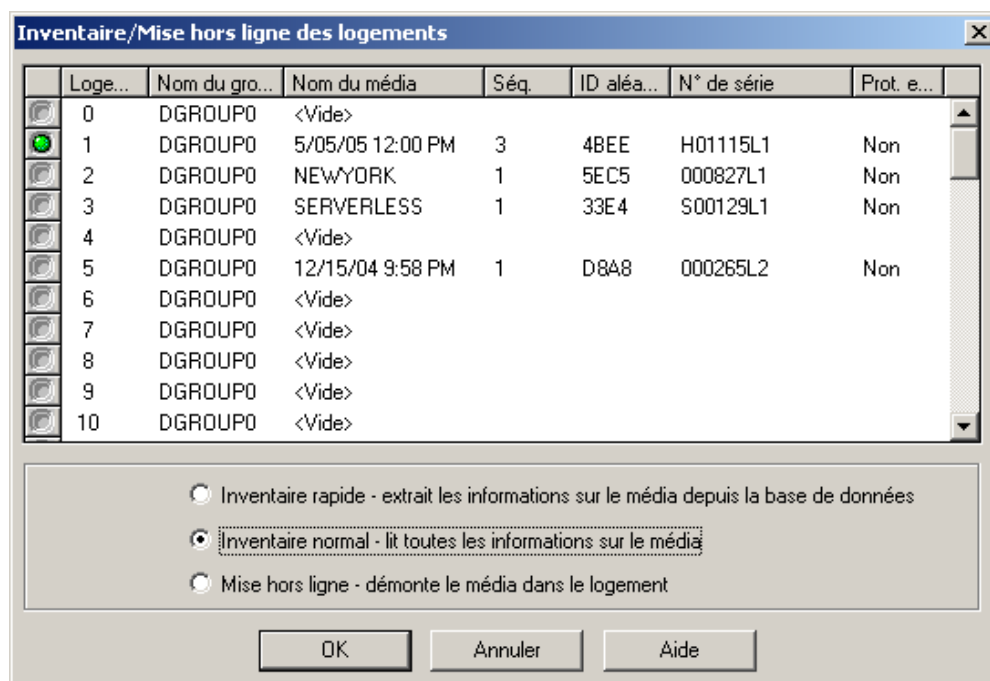 Inventaire/Mise hors ligne des logements
Loge... Nom du gro... Nom du média Séq. ID aléa... N° de série Prot. e...
0 DGROUP0 <Vide>
1 DGROUP0 5/05/05 12:00 PM 3 4BEE H01115L1 Non
2 DGROUP0 NEWYORK 1 5EC5 000827L1 Non
3 DGROUP0 SERVERLESS 1 33E4 S00129L1 Non
4 DGROUP0 <Vide>
5 DGROUP0 12/15/04 9:58 PM 1 D8A8 000265L2 Non
6 DGROUP0 <Vide>
7 DGROUP0 <Vide>
8 DGROUP0 <Vide>
9 DGROUP0 <Vide>
10 DGROUP0 <Vide>
Inventaire rapide - extrait les informations sur le média depuis la base de données
Inventaire normal - lit toutes les informations sur le média
Mise hors ligne - démonte le média dans le logement
OK Annuler Aide